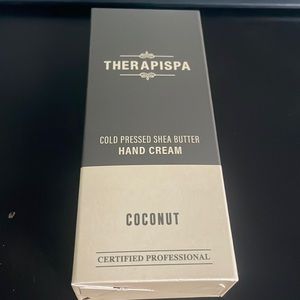 THERAPISPA
COLD PRESSED SHEA BUTTER
HAND CREAM
COCONUT
CERTIFIED PROFESSIONAL